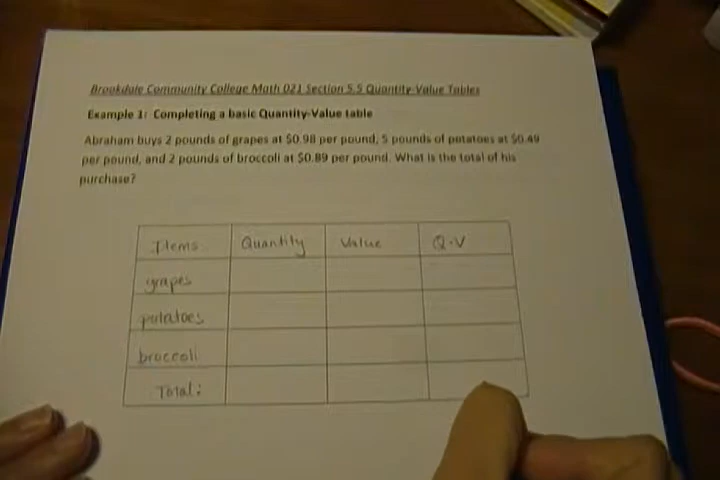 Brookdale Community College Math 021 Section 5.5 Quantity-Value Tables
Example 1: Completing a basic Quantity-Value table
Abraham buys 2 pounds of grapes at $0.98 per pound, 5 pounds of potatoes at $0.49
per pound, and 2 pounds of broccoli at $0.89 per pound. What is the total of his
purchase?
Items Quantity Value Q·V
grapes
potatoes
broccoli
Total: